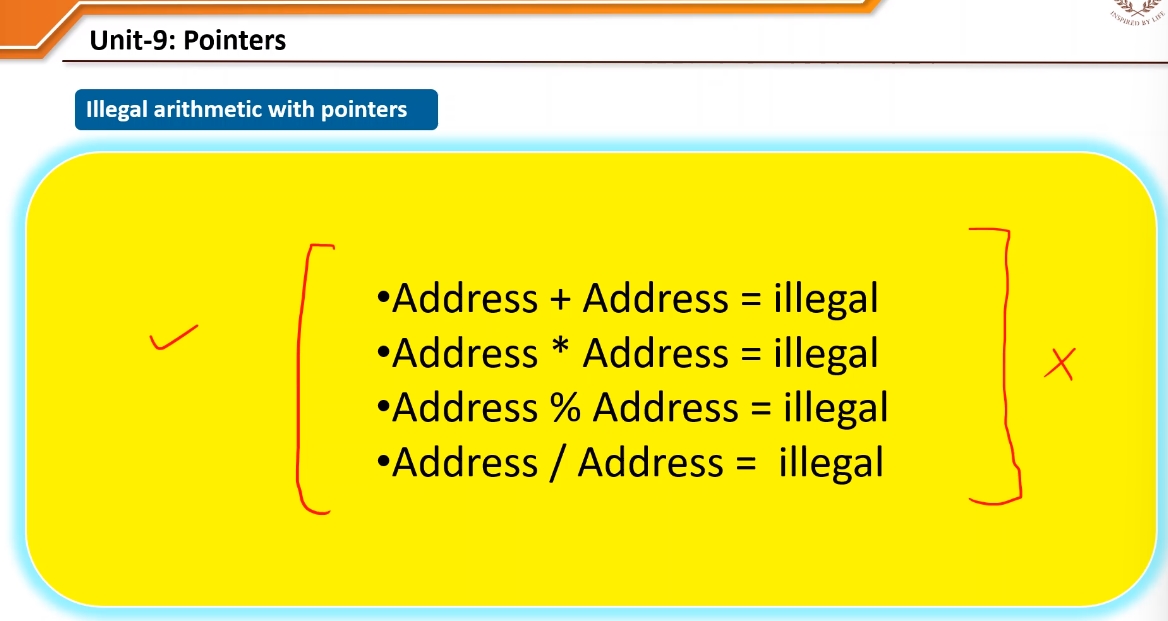 INSPIRED BY LIFE
Unit-9: Pointers
Illegal arithmetic with pointers
•Address + Address = illegal
•Address * Address = illegal
•Address % Address = illegal
•Address / Address =  illegal